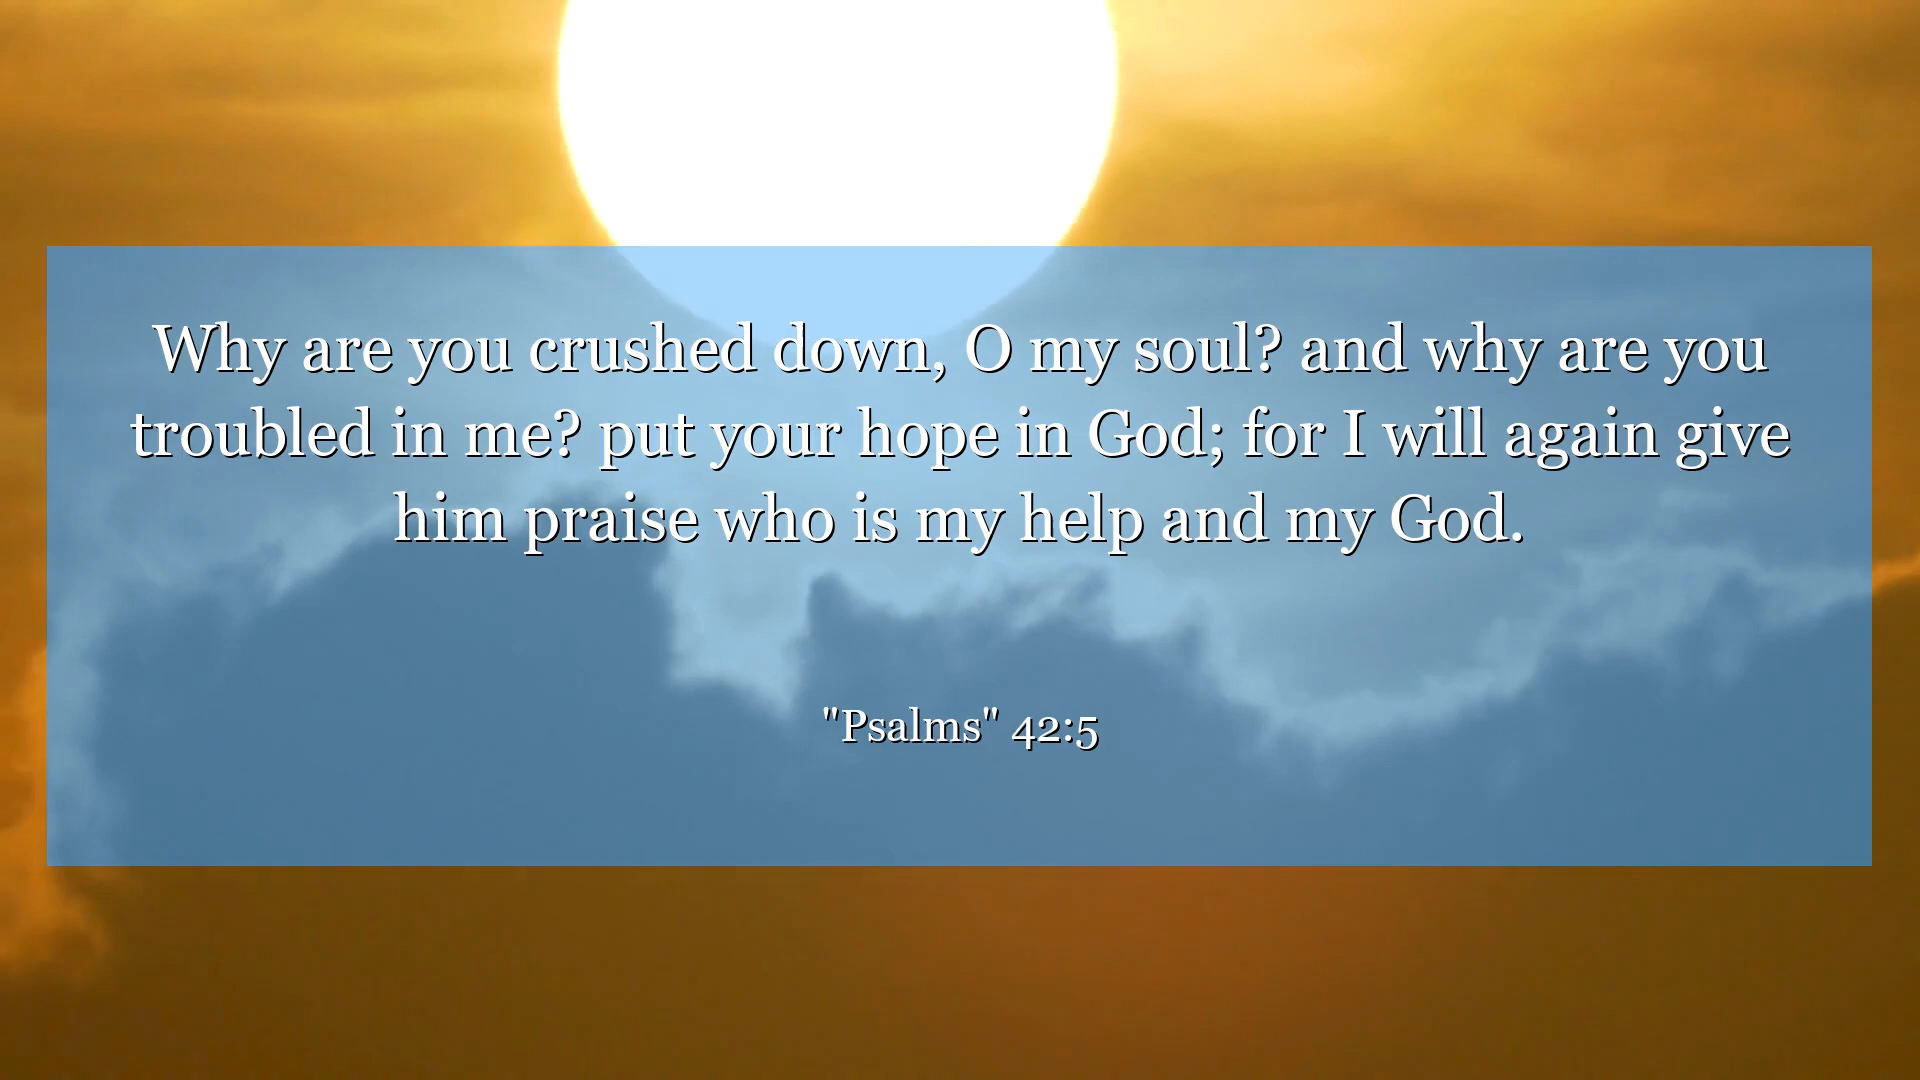 Why are you crushed down, O my soul? and why are you
troubled in me? put your hope in God; for I will again give
him praise who is my help and my God.
"Psalms" 42:5